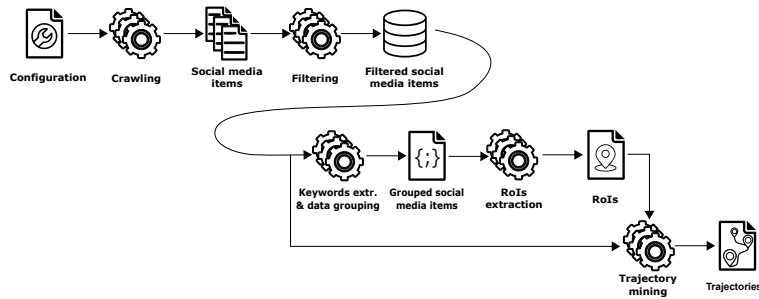 Configuration
Crawling
Social media
items
Filtering
Filtered social
media items
{;}
Keywords extr.
& data grouping
Grouped social
media items
RoIs
extraction
RoIs
Trajectory
mining
Trajectories